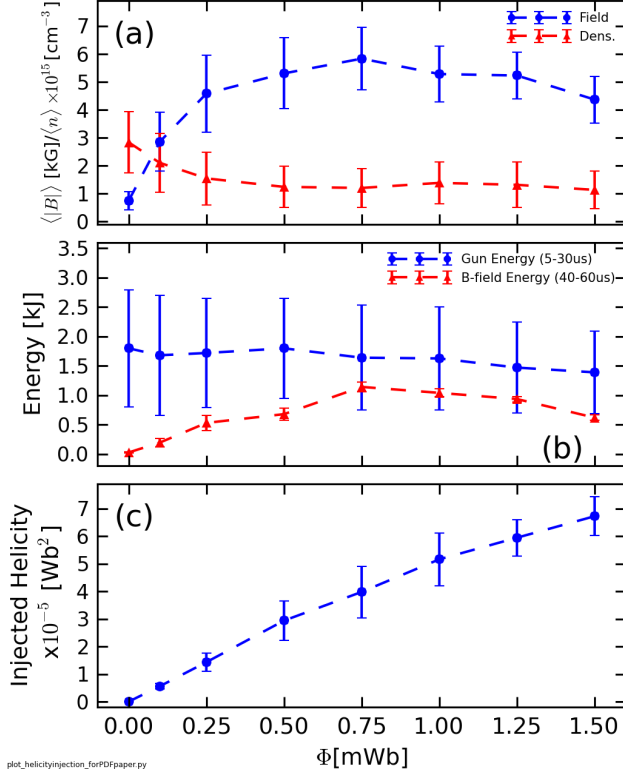 (a)
Field
Dens.
⟨|B|⟩ [kG]/⟨n⟩ ×10¹⁵ [cm⁻³]
7
6
5
4
3
2
1
0
Gun Energy (5-30us)
B-field Energy (40-60us)
Energy [kJ]
3.5
3.0
2.5
2.0
1.5
1.0
0.5
0.0
(b)
(c)
Injected Helicity
x10⁻⁵ [Wb²]
7
6
5
4
3
2
1
0
0.00 0.25 0.50 0.75 1.00 1.25 1.50
Φ[mWb]
plot_helicityinjection_forPDFpaper.py